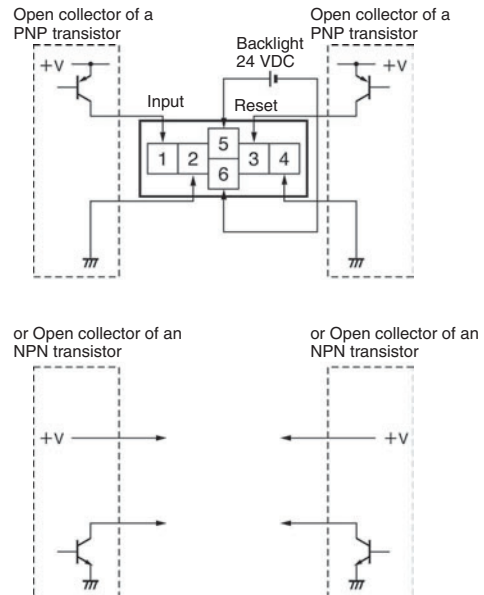 Open collector of a
PNP transistor
Open collector of a
PNP transistor
Backlight
24 VDC
+V
+V
Input
Reset
5
1 2 3 4
6
or Open collector of an
NPN transistor
or Open collector of an
NPN transistor
+V
+V